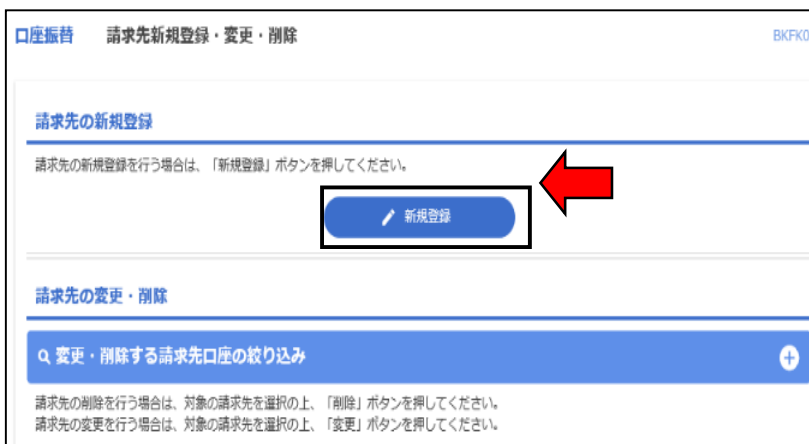 口座振替 請求先新規登録・変更・削除 BKFK0
請求先の新規登録
請求先の新規登録を行う場合は、「新規登録」ボタンを押してください。
新規登録
請求先の変更・削除
変更・削除する請求先口座の絞り込み
請求先の削除を行う場合は、対象の請求先を選択の上、「削除」ボタンを押してください。
請求先の変更を行う場合は、対象の請求先を選択の上、「変更」ボタンを押してください。